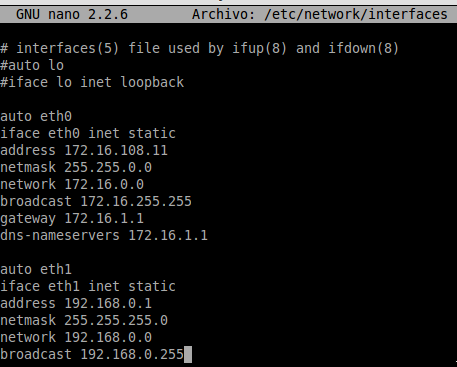 GNU nano 2.2.6 Archivo: /etc/network/interfaces
# interfaces(5) file used by ifup(8) and ifdown(8)
#auto lo
#iface lo inet loopback
auto eth0
iface eth0 inet static
address 172.16.108.11
netmask 255.255.0.0
network 172.16.0.0
broadcast 172.16.255.255
gateway 172.16.1.1
dns-nameservers 172.16.1.1
auto eth1
iface eth1 inet static
address 192.168.0.1
netmask 255.255.255.0
network 192.168.0.0
broadcast 192.168.0.255